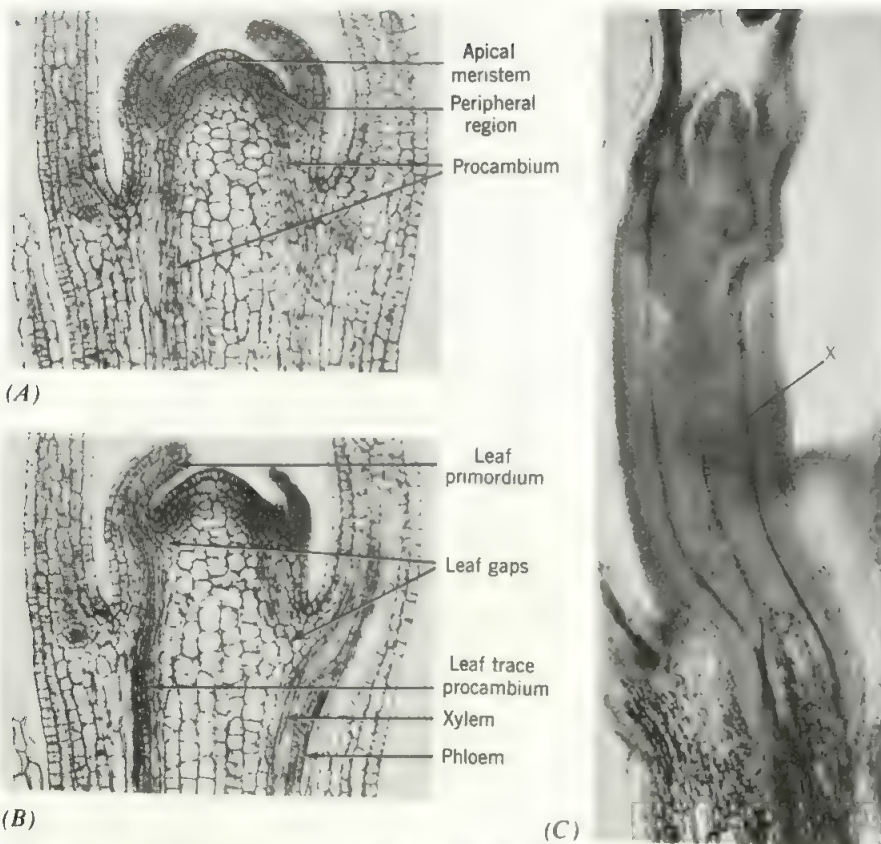 Apical
meristem
Peripheral
region
Procambium
(A)
Leaf
primordium
Leaf gaps
Leaf trace
procambium
Xylem
Phloem
(B)
X
(C)